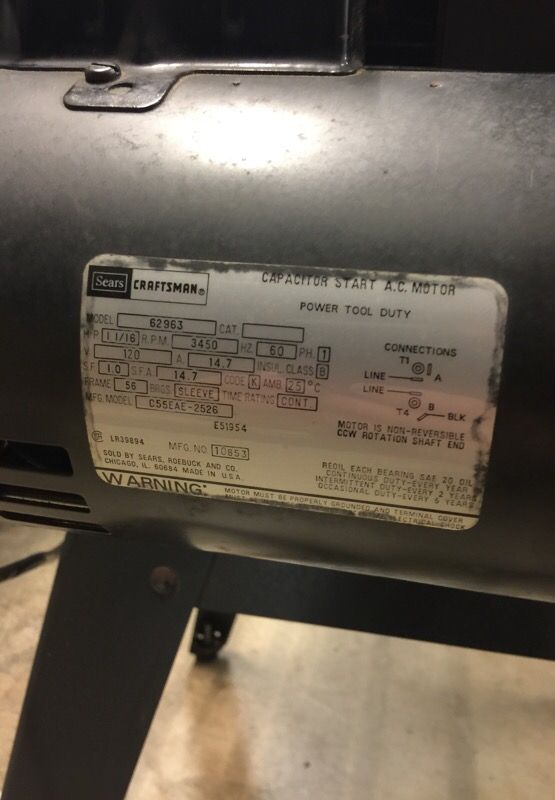 Sears CRAFTSMAN®
CAPACITOR START A.C. MOTOR
POWER TOOL DUTY
MODEL 62963 CAT.
H.P. 1 1/16 R.P.M. 3450 HZ 60 PH. 1
V 120 A. 14.7 INSUL. CLASS B
S.F. 1.0 S.F.A. 14.7 CODE K AMB. 25 °C
FRAME 56 BRGS. SLEEVE TIME RATING CONT.
MFG. MODEL C55EAE-2526
E51954
LR39894
MFG. NO 10853
SOLD BY SEARS, ROEBUCK AND CO.
CHICAGO, IL. 60684 MADE IN U.S.A.
CONNECTIONS
T1
LINE A
LINE
B
T4 BLK
MOTOR IS NON-REVERSIBLE
CCW ROTATION SHAFT END
REOIL EACH BEARING SAE 20 OIL
CONTINUOUS DUTY-EVERY YEAR
INTERMITTENT DUTY-EVERY 2 YEARS
OCCASIONAL DUTY-EVERY 5 YEARS
WARNING: MOTOR MUST BE PROPERLY GROUNDED AND TERMINAL COVER
MUST BE ELECTRICAL SHOCK